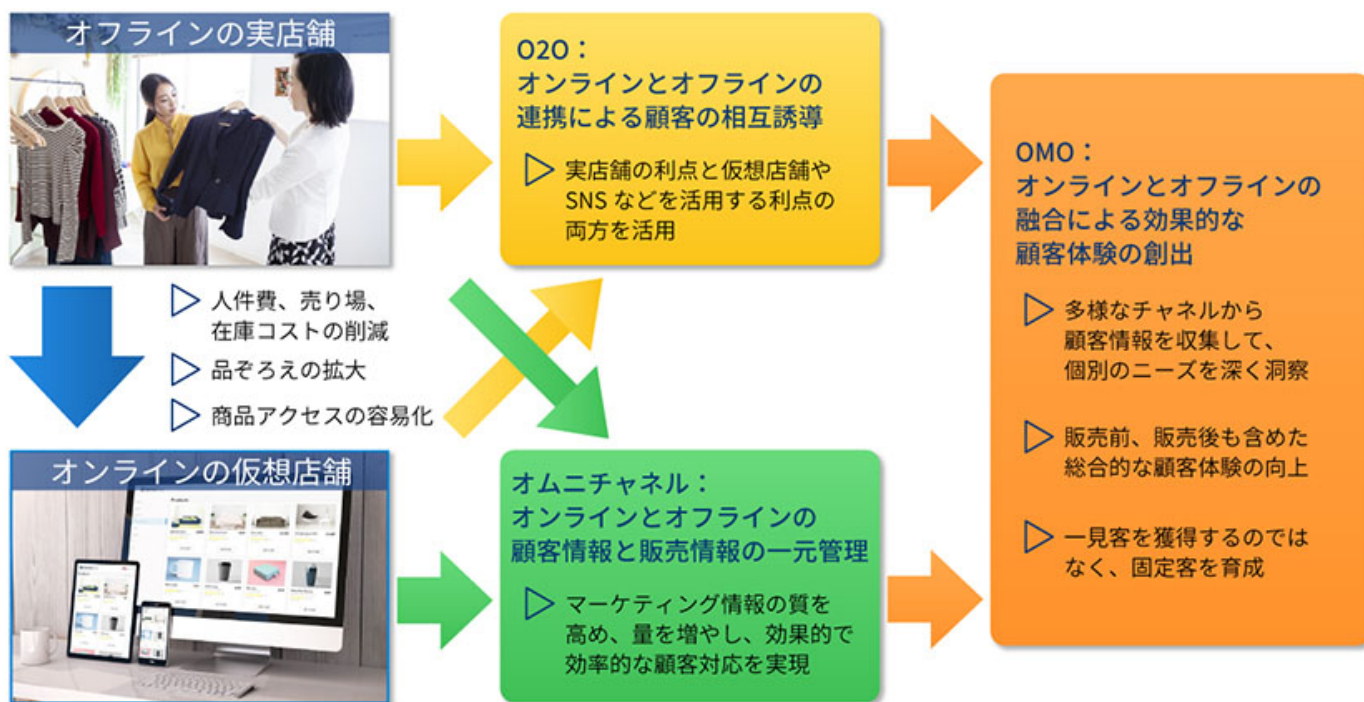 オフラインの実店舗
人件費、売り場、
在庫コストの削減
品ぞろえの拡大
商品アクセスの容易化
オンラインの仮想店舗
O2O：
オンラインとオフラインの
連携による顧客の相互誘導
実店舗の利点と仮想店舗や
SNS などを活用する利点の
両方を活用
オムニチャネル：
オンラインとオフラインの
顧客情報と販売情報の一元管理
マーケティング情報の質を
高め、量を増やし、効果的で
効率的な顧客対応を実現
OMO：
オンラインとオフラインの
融合による効果的な
顧客体験の創出
多様なチャネルから
顧客情報を収集して、
個別のニーズを深く洞察
販売前、販売後も含めた
総合的な顧客体験の向上
一見客を獲得するのでは
なく、固定客を育成